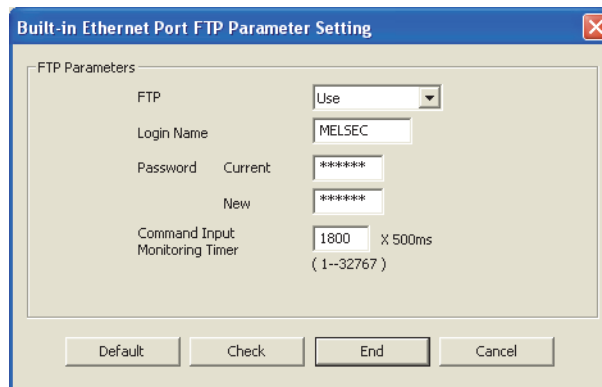 Built-in Ethernet Port FTP Parameter Setting
FTP Parameters
FTP Use
Login Name MELSEC
Password Current ******
New ******
Command Input
Monitoring Timer 1800 X 500ms
( 1--32767 )
Default Check End Cancel